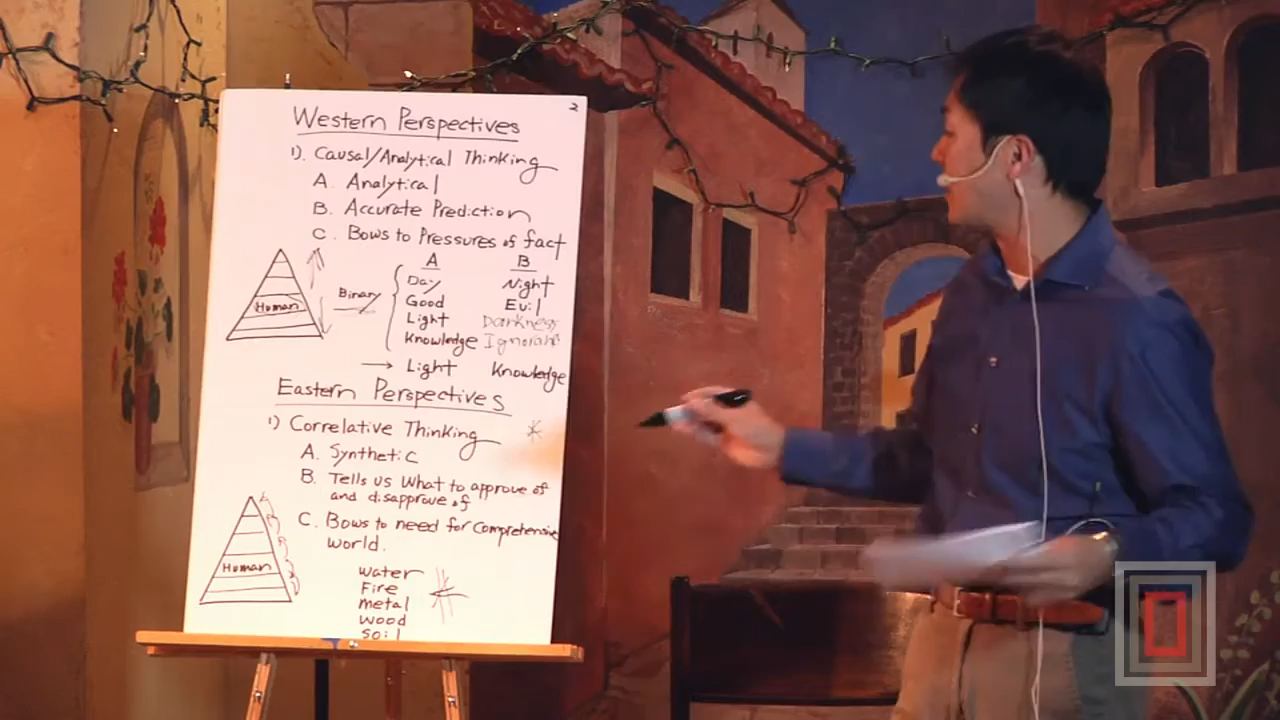 2
Western Perspectives
1). Causal/Analytical Thinking
A. Analytical
B. Accurate Prediction
C. Bows to Pressures of fact
A B
Day Night
Human Binary Good Evil
Light Darkness
Knowledge Ignorance
→ Light Knowledge
Eastern Perspectives
1) Correlative Thinking
A. Synthetic
B. Tells us What to approve of
and disapprove of
C. Bows to need for Comprehensive
world.
Human
Water
Fire
Metal
Wood
Soil